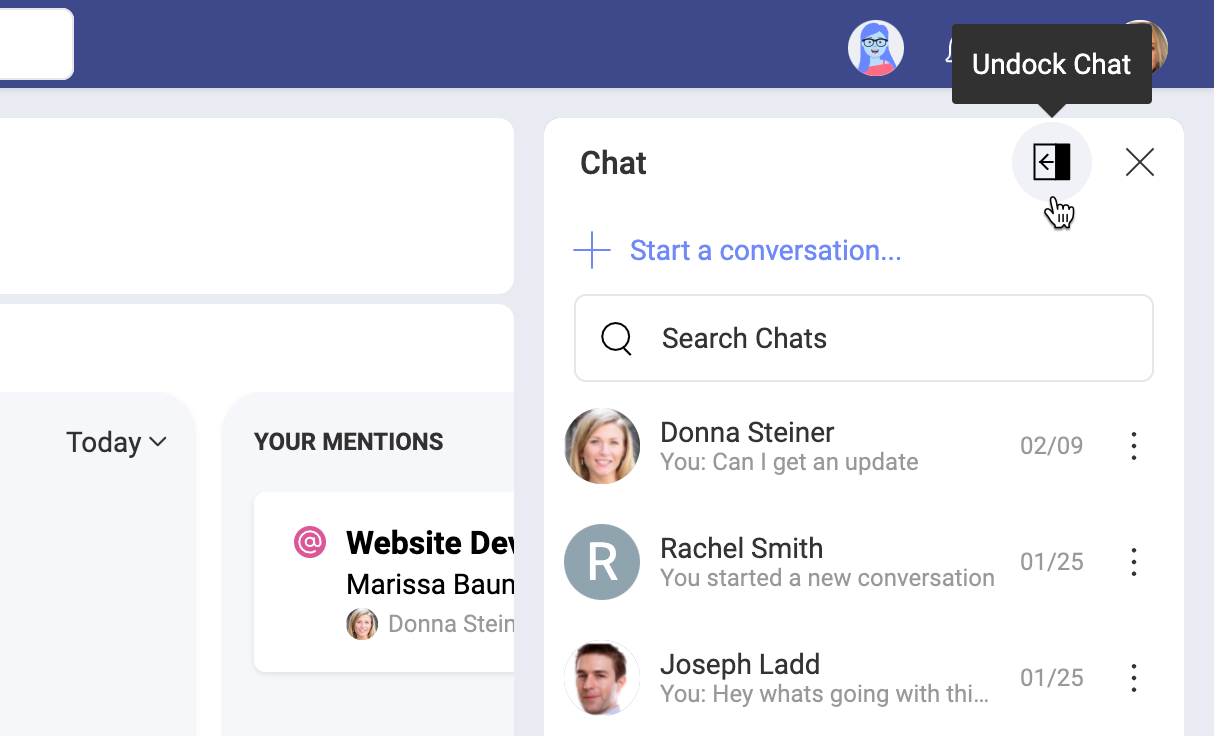 Undock Chat
Chat
Start a conversation...
Search Chats
Donna Steiner
02/09
You: Can I get an update
R
Rachel Smith
01/25
You started a new conversation
Joseph Ladd
01/25
You: Hey whats going with thi...
Today
YOUR MENTIONS
@
Website Dev
Marissa Baun
Donna Stein